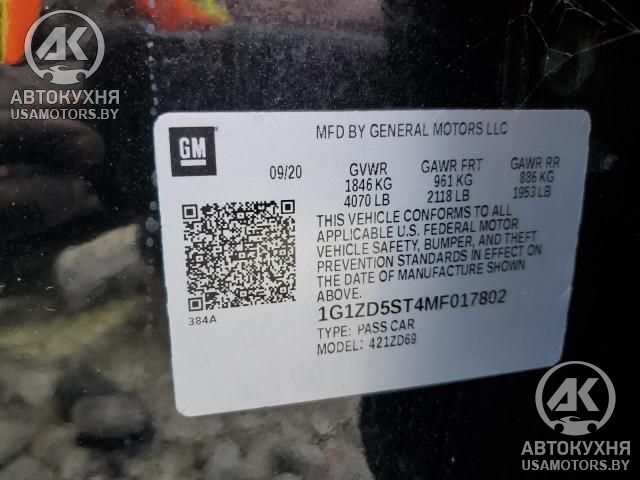 АК
АВТОКУХНЯ
USAMOTORS.BY
GM
MFD BY GENERAL MOTORS LLC
09/20 GVWR GAWR FRT GAWR RR
1846 KG 961 KG 886 KG
4070 LB 2118 LB 1953 LB
THIS VEHICLE CONFORMS TO ALL
APPLICABLE U.S. FEDERAL MOTOR
VEHICLE SAFETY, BUMPER, AND THEFT
PREVENTION STANDARDS IN EFFECT ON
THE DATE OF MANUFACTURE SHOWN
ABOVE.
384A
1G1ZD5ST4MF017802
TYPE: PASS CAR
MODEL: 421ZD69
АК
АВТОКУХНЯ
USAMOTORS.BY